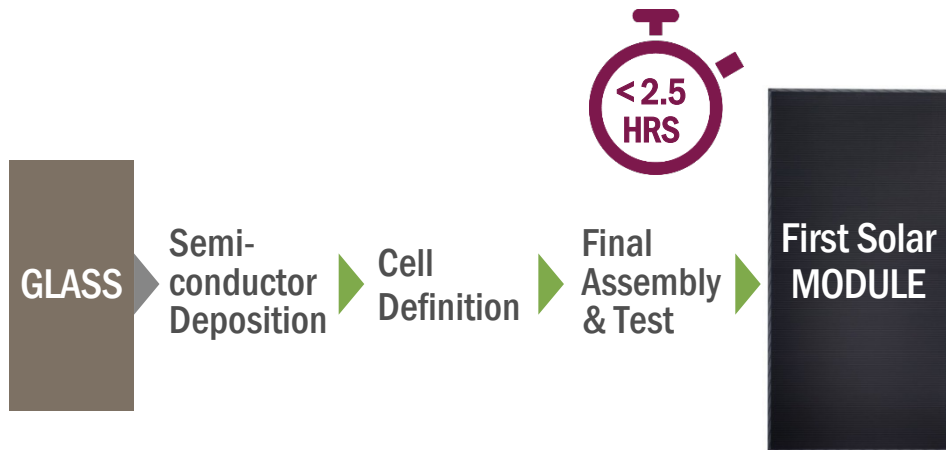 < 2.5
HRS
GLASS
Semi-
conductor
Deposition
Cell
Definition
Final
Assembly
& Test
First Solar
MODULE